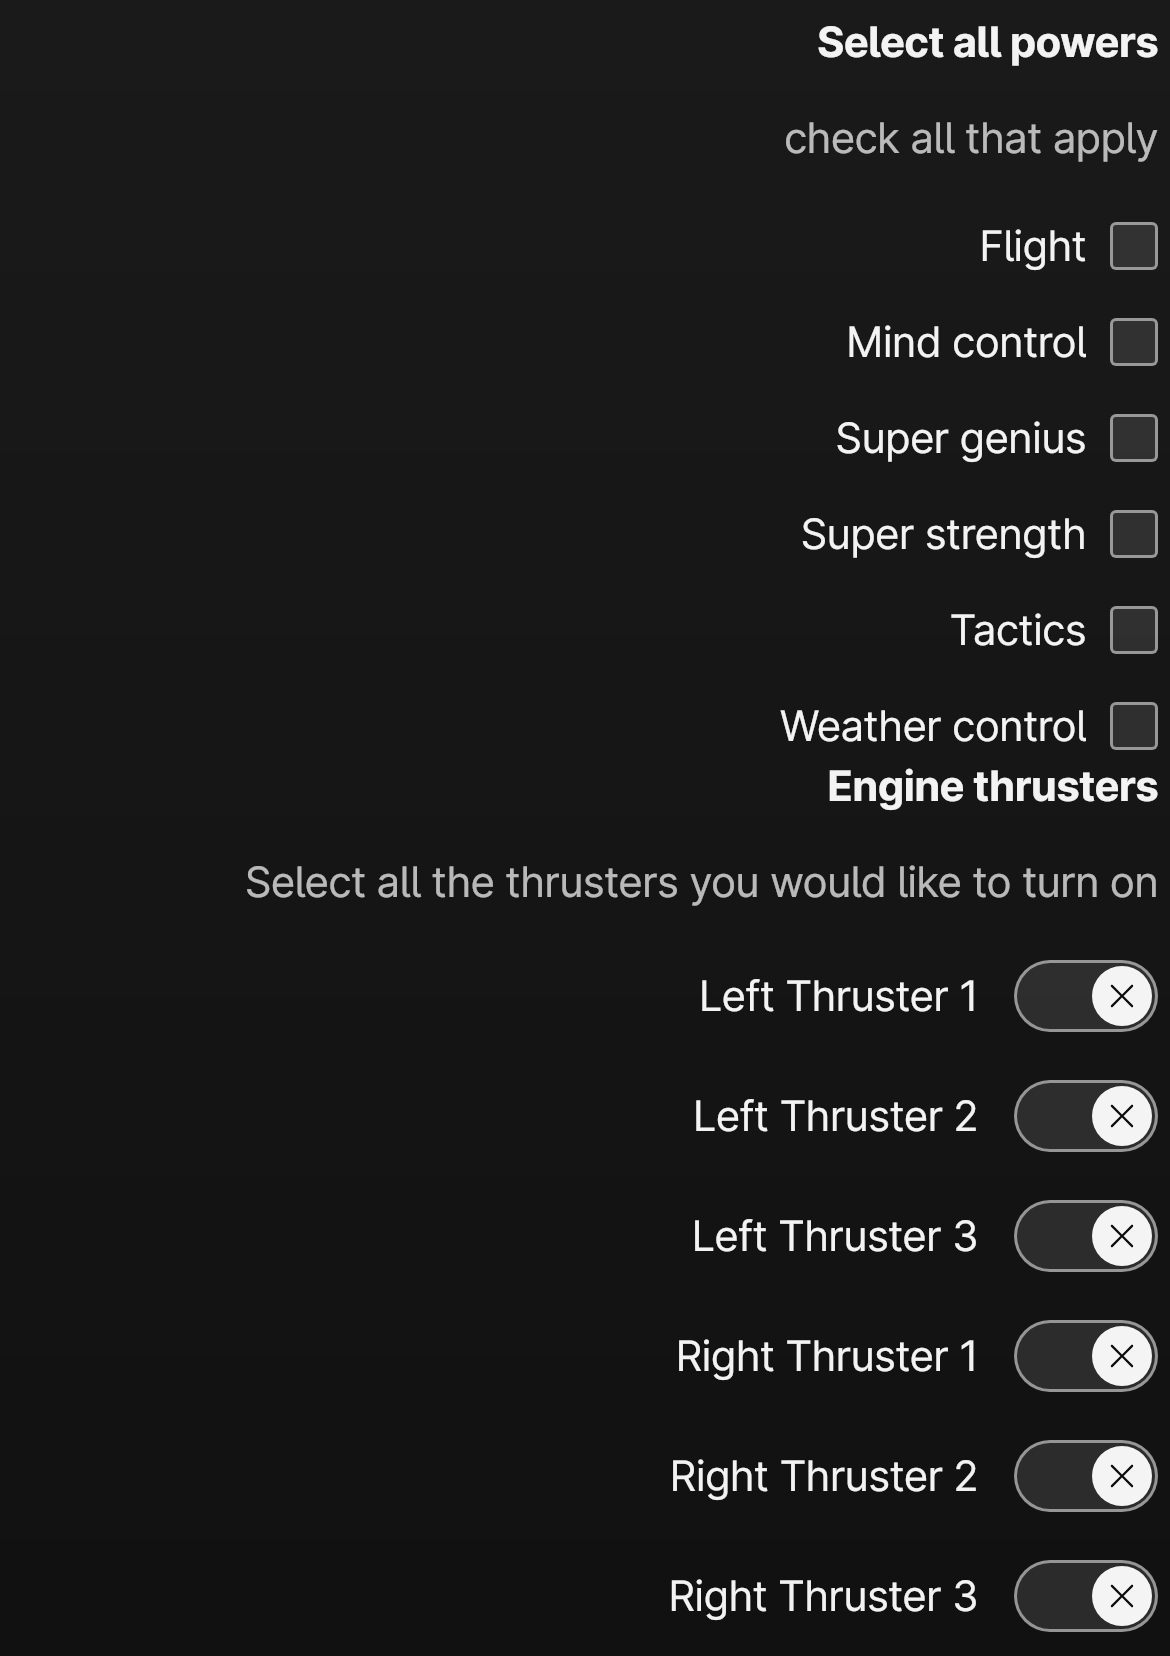 Select all powers
check all that apply
Flight
Mind control
Super genius
Super strength
Tactics
Weather control
Engine thrusters
Select all the thrusters you would like to turn on
Left Thruster 1
Left Thruster 2
Left Thruster 3
Right Thruster 1
Right Thruster 2
Right Thruster 3